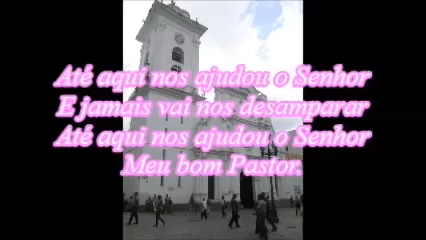 Até aqui nos ajudou o Senhor
E jamais vai nos desamparar
Até aqui nos ajudou o Senhor
Meu bom Pastor.